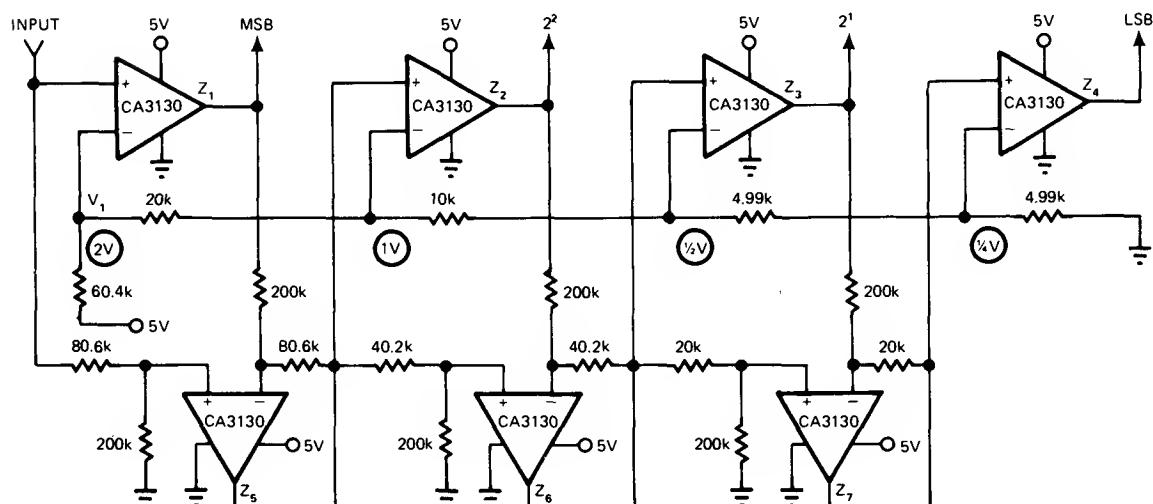 INPUT
5V
MSB
5V
2²
5V
2¹
5V
LSB
+
CA3130
−
Z₁
+
CA3130
−
Z₂
+
CA3130
−
Z₃
+
CA3130
−
Z₄
V₁
20k
10k
4.99k
4.99k
2V
1V
½V
¼V
60.4k
5V
200k
200k
200k
80.6k
80.6k
40.2k
40.2k
20k
20k
+ −
CA3130
5V
200k
Z₅
+ −
CA3130
5V
200k
Z₆
+ −
CA3130
5V
200k
Z₇